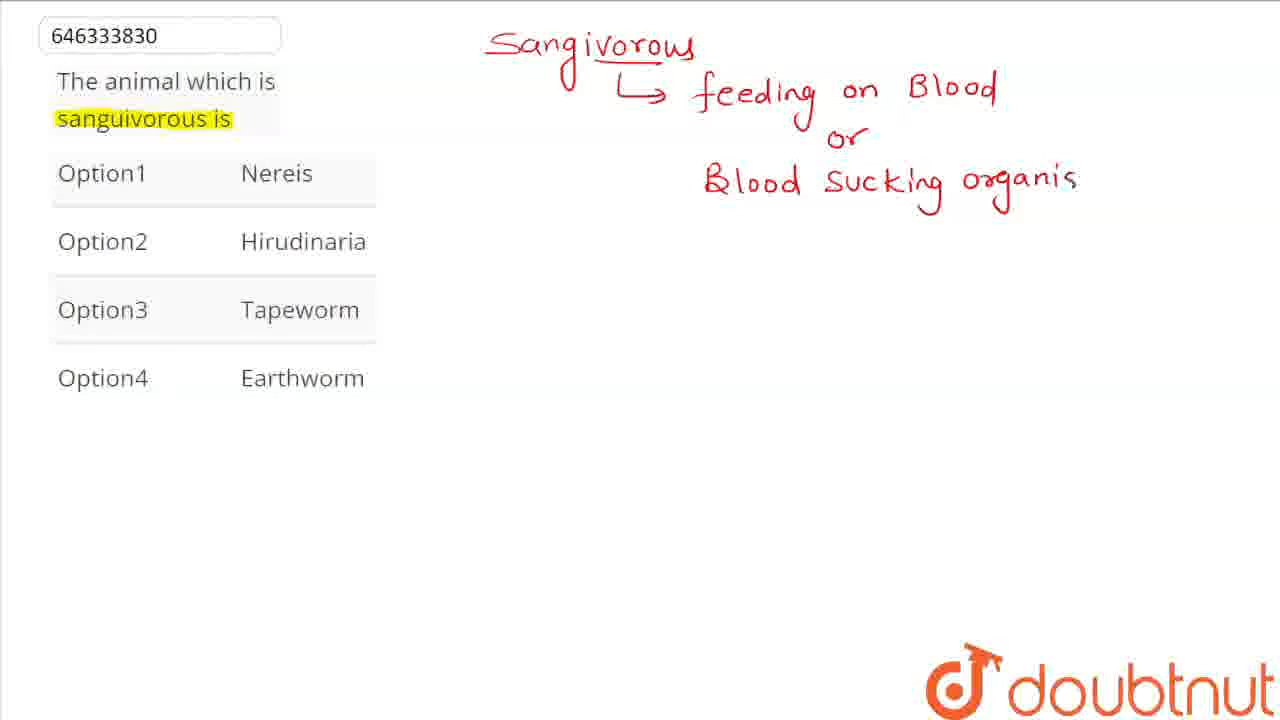 646333830
The animal which is
sanguivorous is
Option1 Nereis
Option2 Hirudinaria
Option3 Tapeworm
Option4 Earthworm
Sangivorous
feeding on Blood
or
Blood sucking organis
doubtnut